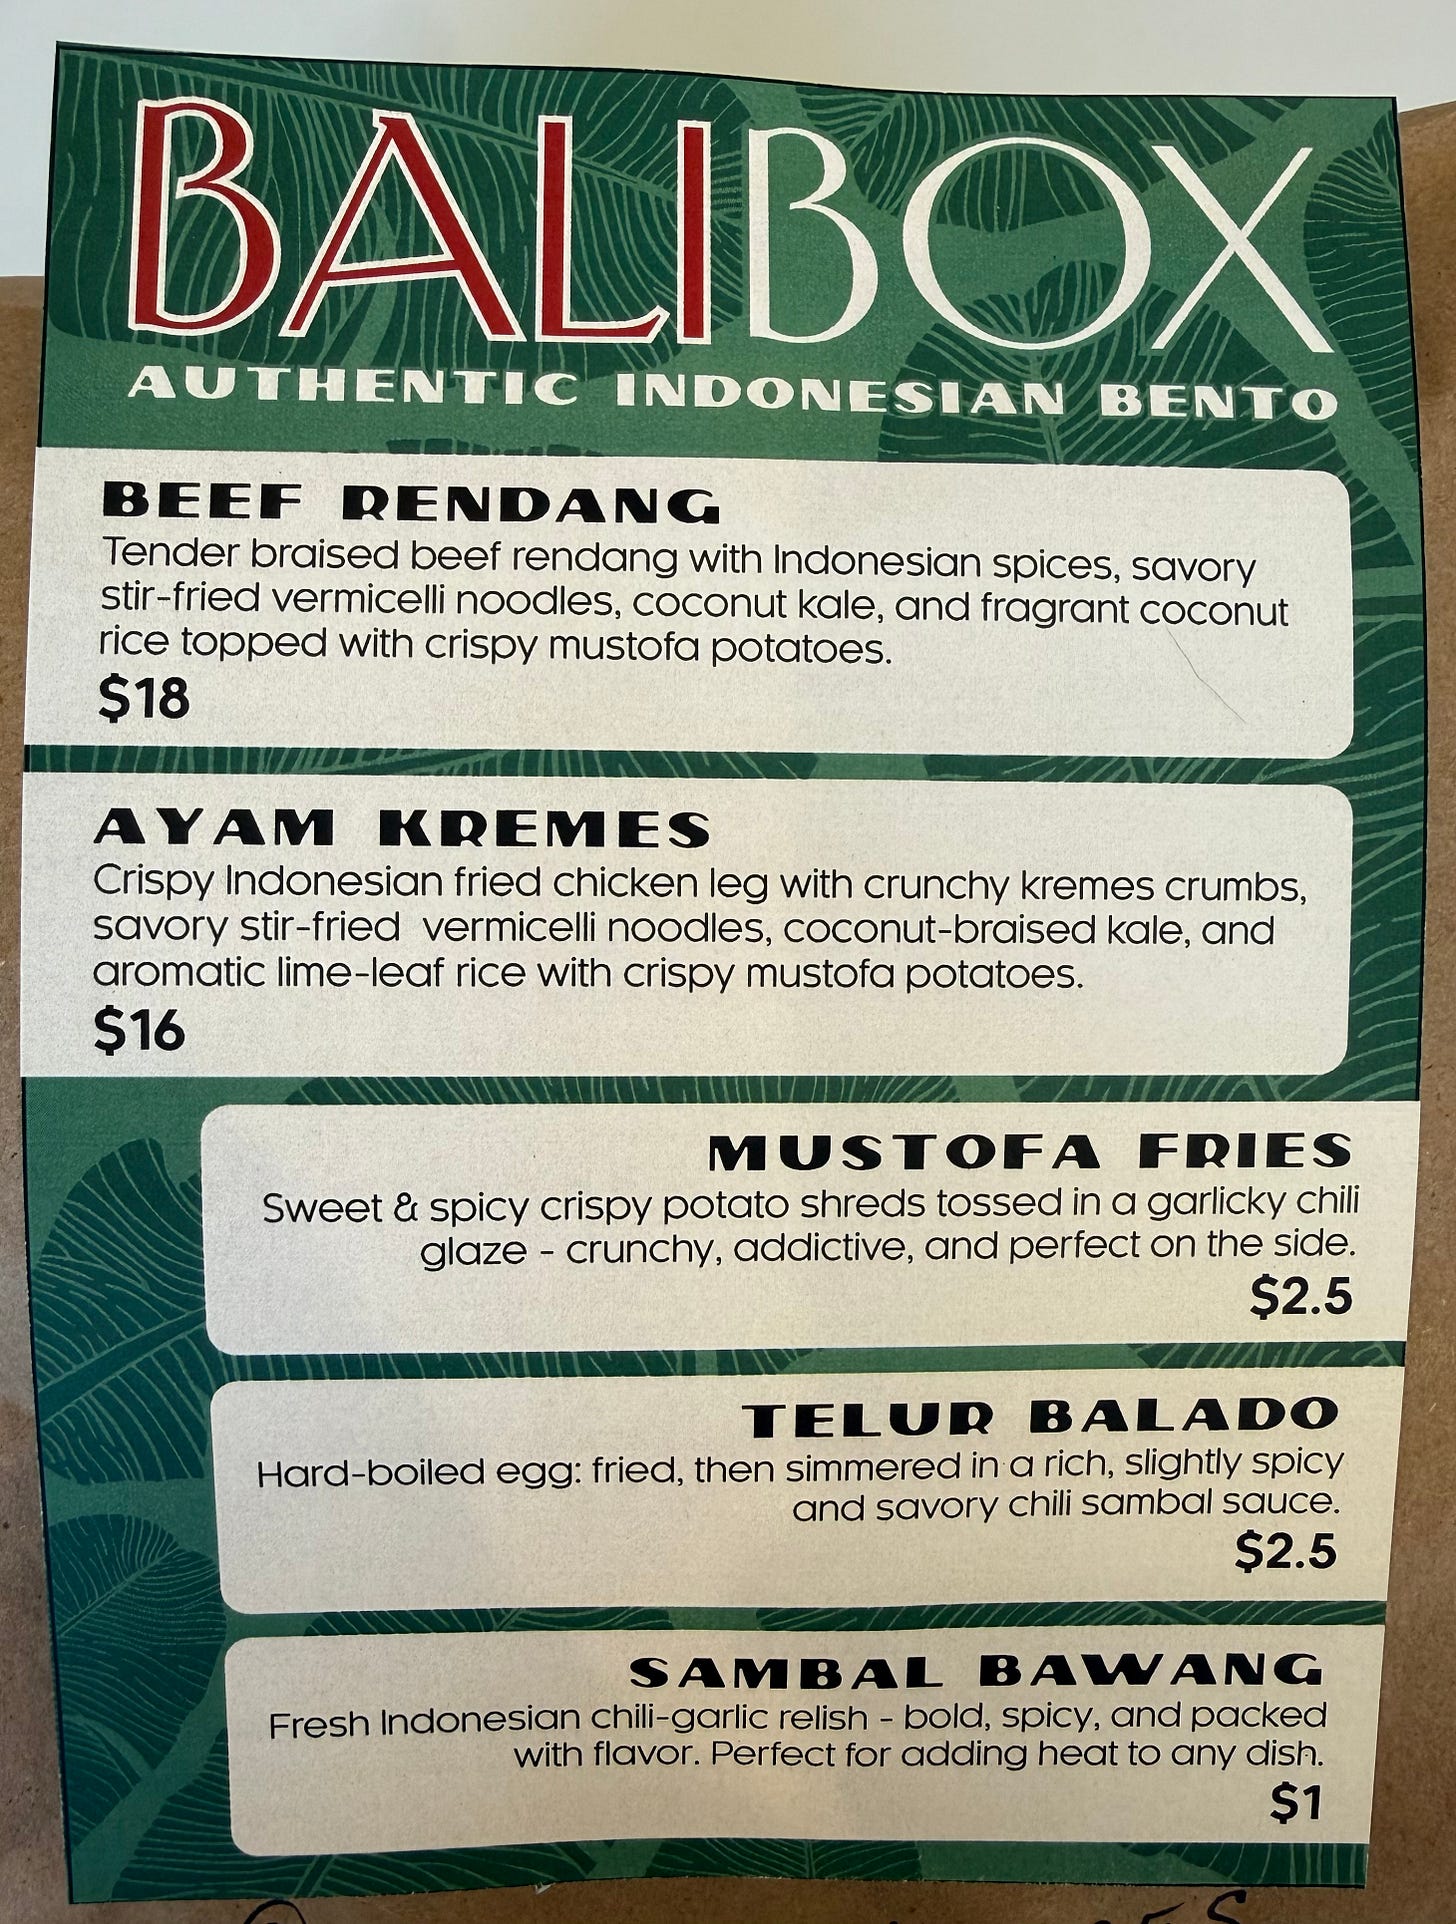 BALIBOX
AUTHENTIC INDONESIAN BENTO
BEEF RENDANG
Tender braised beef rendang with Indonesian spices, savory
stir-fried vermicelli noodles, coconut kale, and fragrant coconut
rice topped with crispy mustofa potatoes.
$18
AYAM KREMES
Crispy Indonesian fried chicken leg with crunchy kremes crumbs,
savory stir-fried vermicelli noodles, coconut-braised kale, and
aromatic lime-leaf rice with crispy mustofa potatoes.
$16
MUSTOFA FRIES
Sweet & spicy crispy potato shreds tossed in a garlicky chili
glaze - crunchy, addictive, and perfect on the side.
$2.5
TELUR BALADO
Hard-boiled egg: fried, then simmered in a rich, slightly spicy
and savory chili sambal sauce.
$2.5
SAMBAL BAWANG
Fresh Indonesian chili-garlic relish - bold, spicy, and packed
with flavor. Perfect for adding heat to any dish.
$1